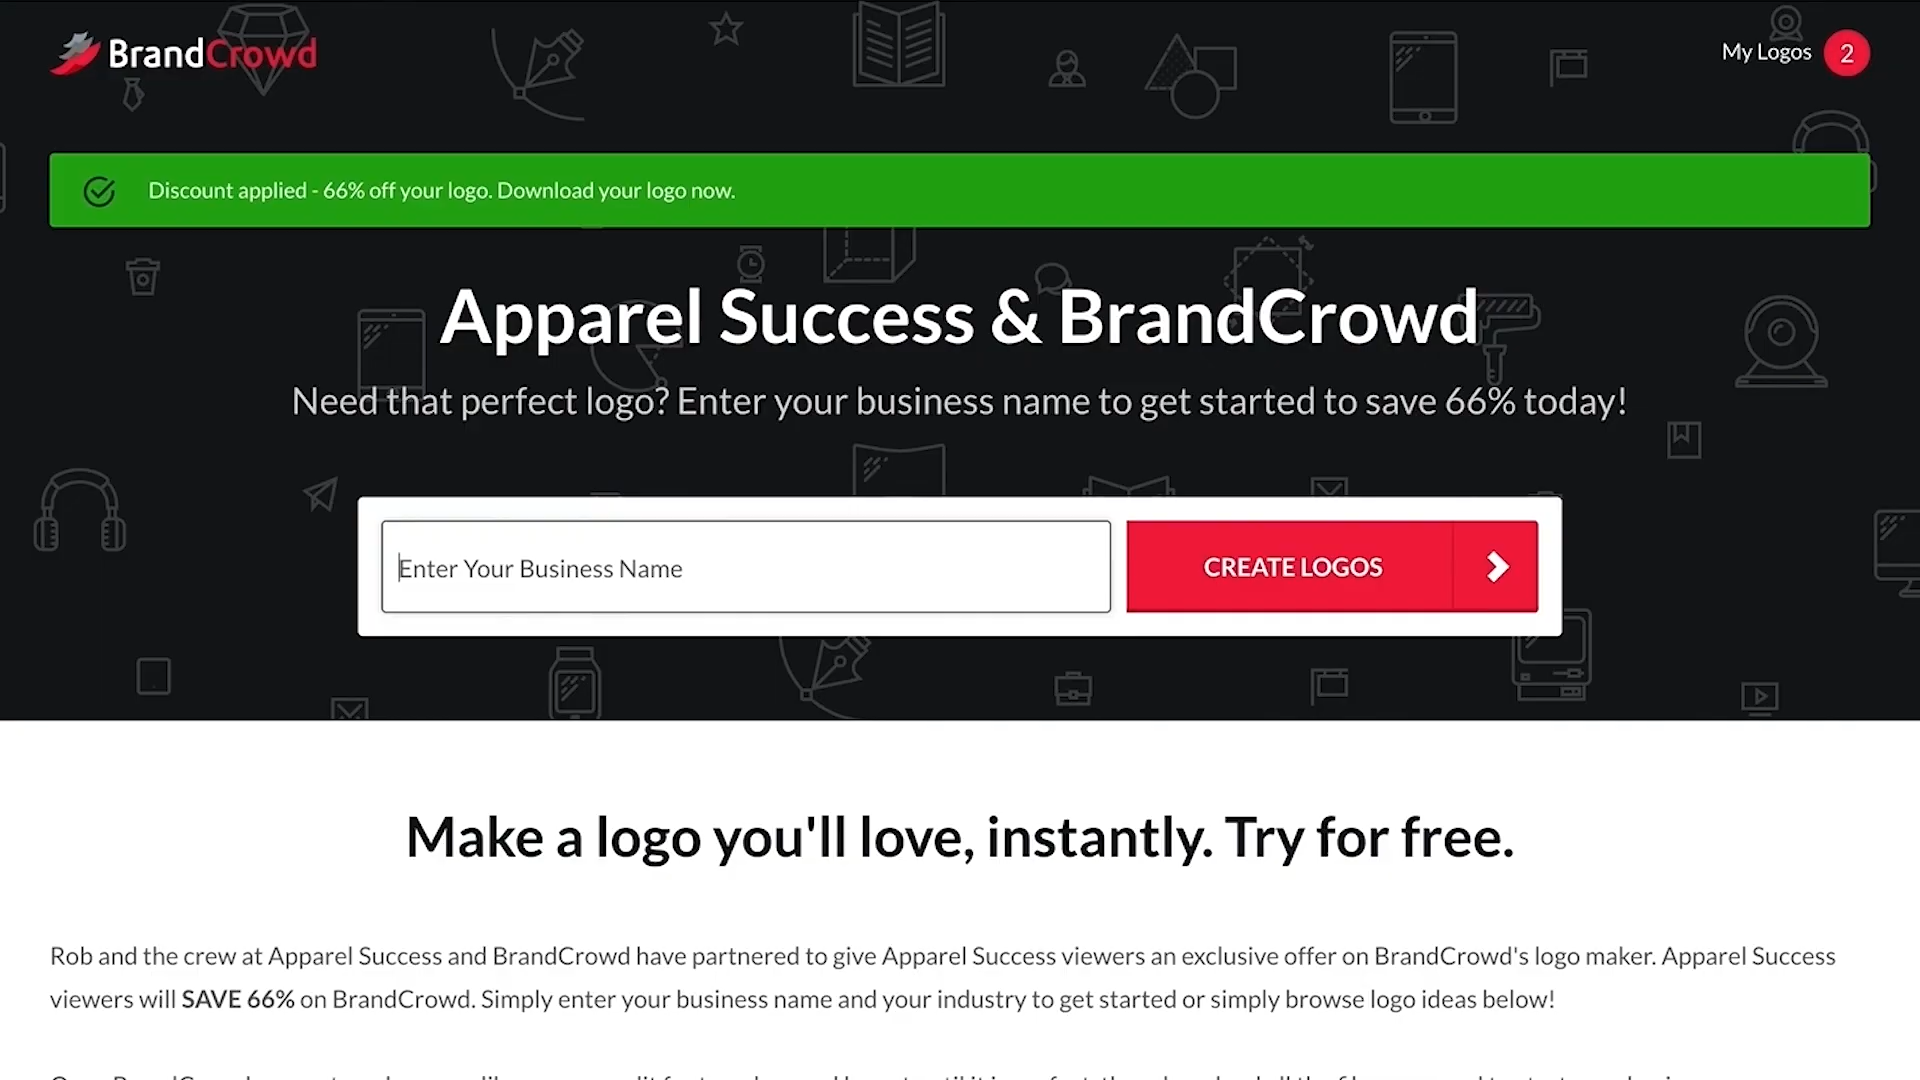 BrandCrowd
My Logos 2
Discount applied - 66% off your logo. Download your logo now.
Apparel Success & BrandCrowd
Need that perfect logo? Enter your business name to get started to save 66% today!
Enter Your Business Name
CREATE LOGOS
Make a logo you'll love, instantly. Try for free.
Rob and the crew at Apparel Success and BrandCrowd have partnered to give Apparel Success viewers an exclusive offer on BrandCrowd's logo maker. Apparel Success
viewers will SAVE 66% on BrandCrowd. Simply enter your business name and your industry to get started or simply browse logo ideas below!